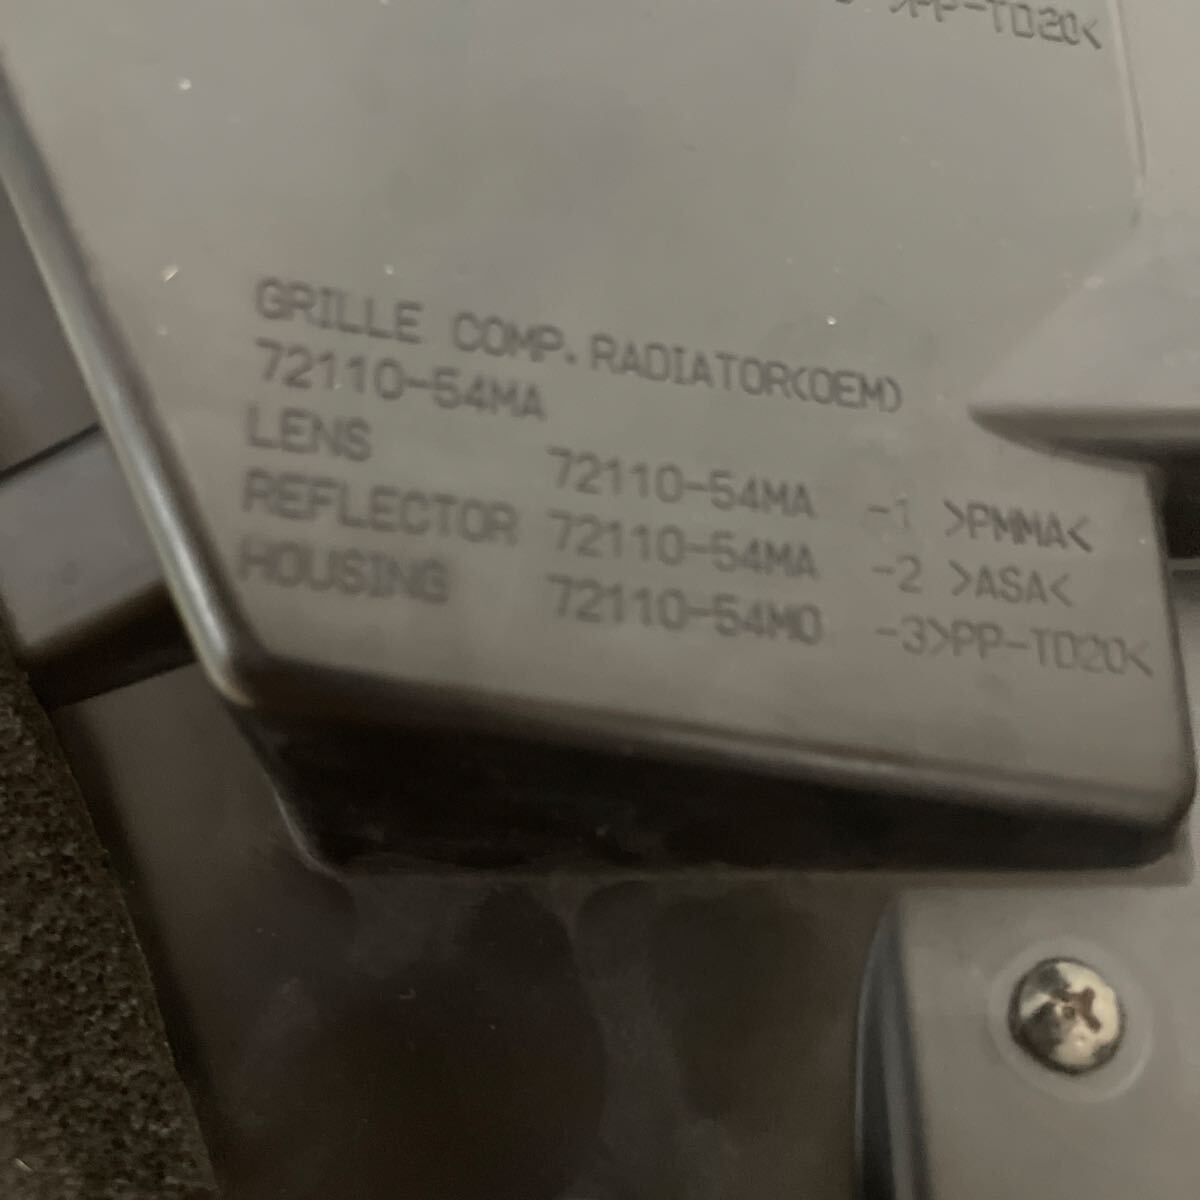 >PP-TD20<
GRILLE COMP.RADIATOR(OEM)
72110-54MA
LENS 72110-54MA -1 >PMMA<
REFLECTOR 72110-54MA -2 >ASA<
HOUSING 72110-54M0 -3>PP-TD20<